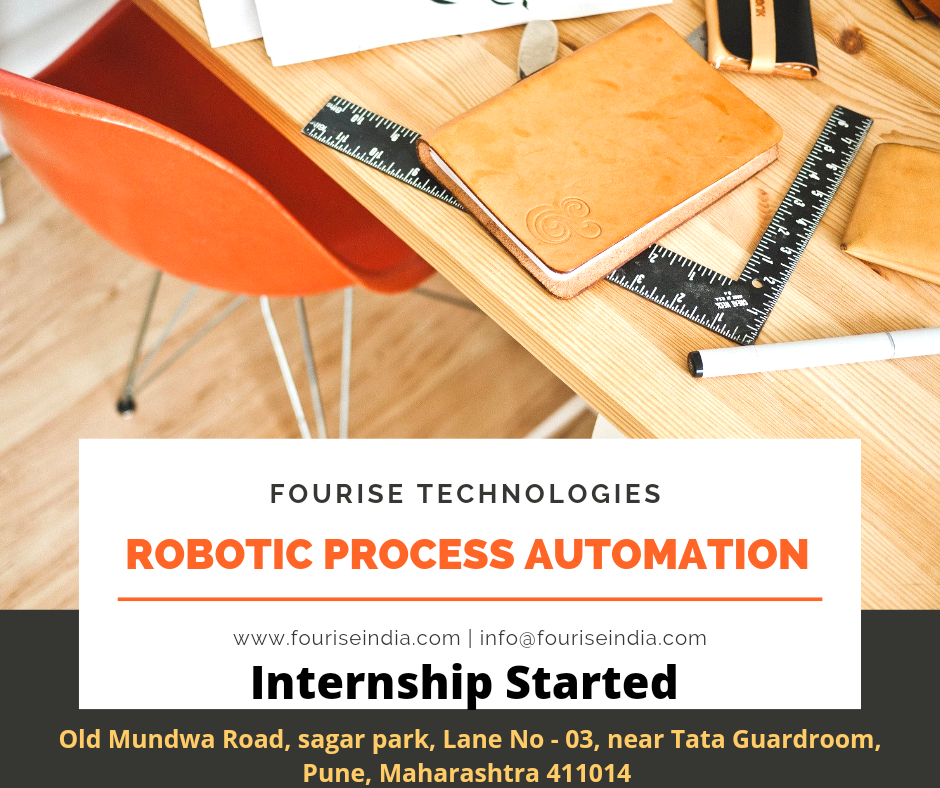 FOURISE TECHNOLOGIES
ROBOTIC PROCESS AUTOMATION
www.fouriseindia.com | info@fouriseindia.com
Internship Started
Old Mundwa Road, sagar park, Lane No - 03, near Tata Guardroom,
Pune, Maharashtra 411014